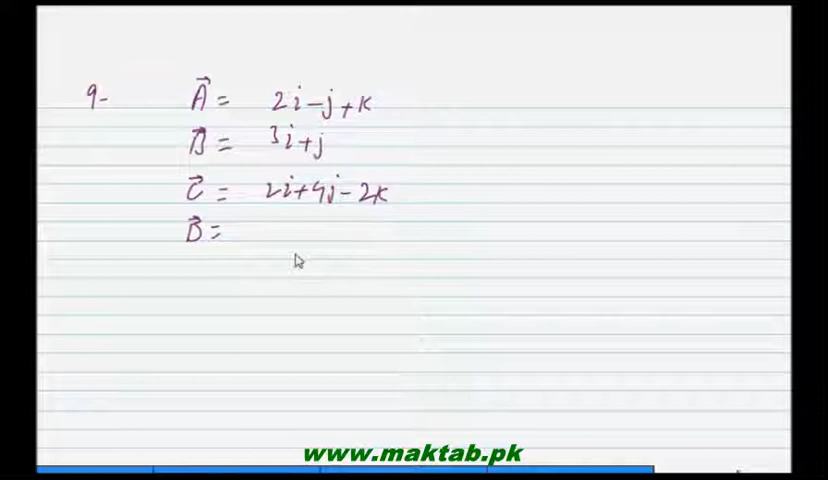 9- A⃗ = 2i-j+k
B⃗ = 3i+j
C⃗ = 2i+4j-2k
B⃗ =
www.maktab.pk